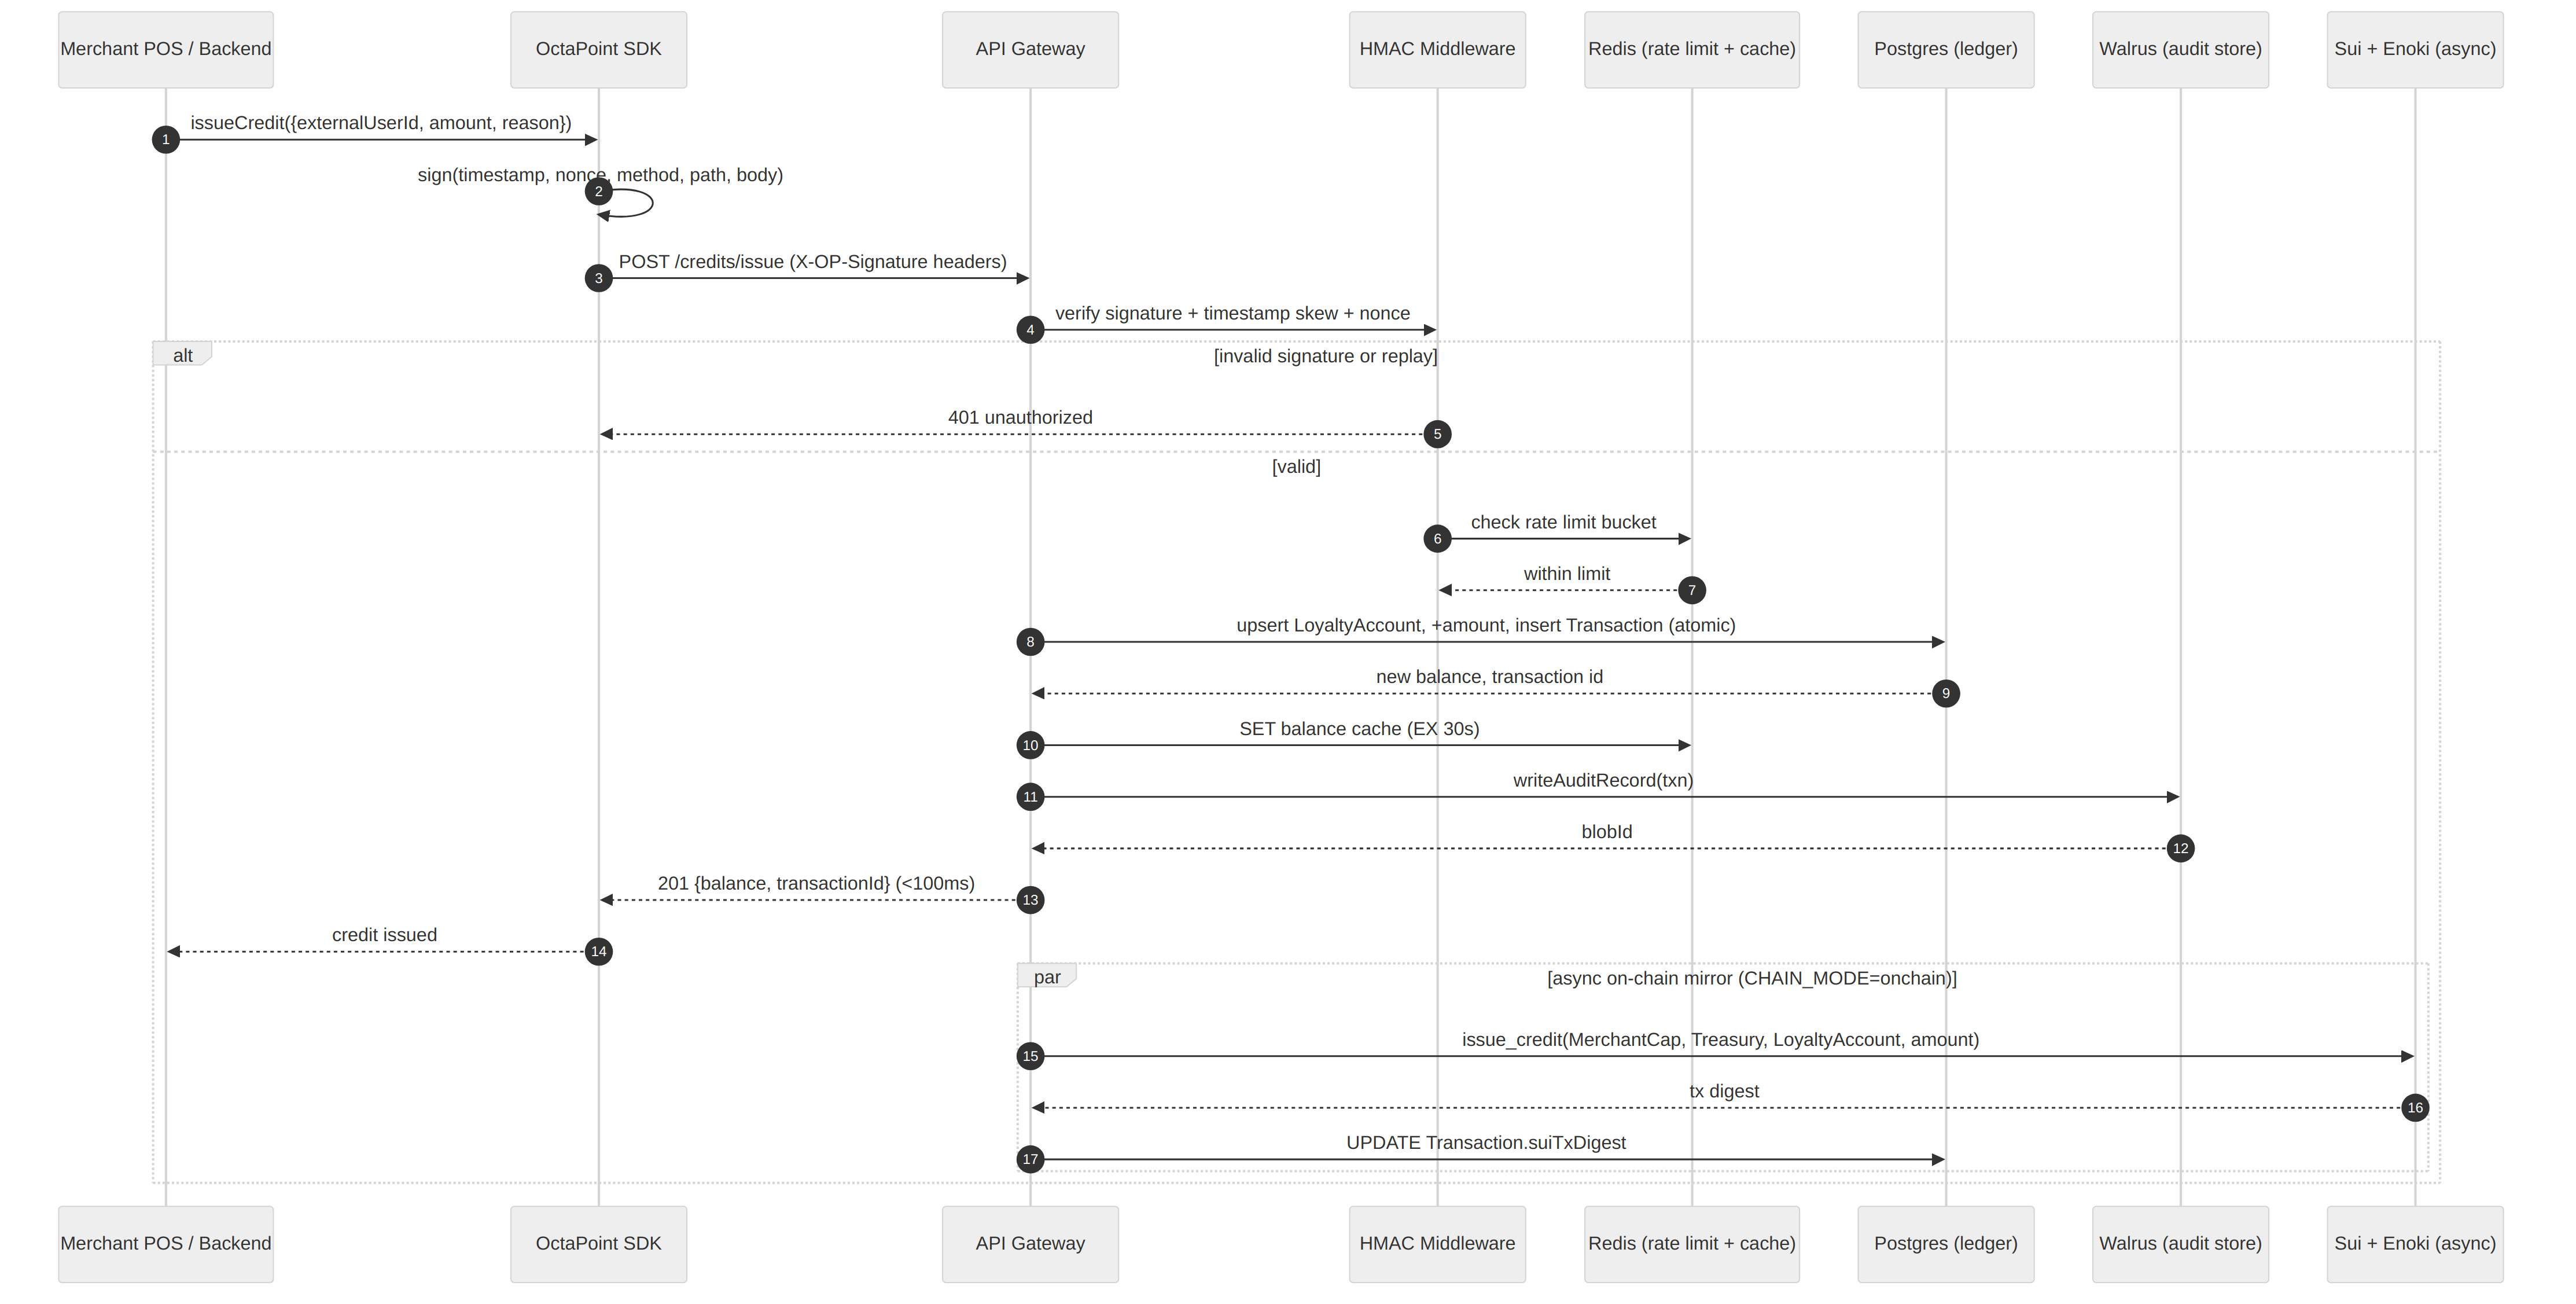 Merchant POS / Backend
OctaPoint SDK
API Gateway
HMAC Middleware
Redis (rate limit + cache)
Postgres (ledger)
Walrus (audit store)
Sui + Enoki (async)
issueCredit({externalUserId, amount, reason})
1
sign(timestamp, nonce, method, path, body)
2
POST /credits/issue (X-OP-Signature headers)
3
verify signature + timestamp skew + nonce
4
alt
[invalid signature or replay]
401 unauthorized
5
[valid]
check rate limit bucket
6
within limit
7
upsert LoyaltyAccount, +amount, insert Transaction (atomic)
8
new balance, transaction id
9
SET balance cache (EX 30s)
10
writeAuditRecord(txn)
11
blobId
12
201 {balance, transactionId} (<100ms)
13
credit issued
14
par
[async on-chain mirror (CHAIN_MODE=onchain)]
issue_credit(MerchantCap, Treasury, LoyaltyAccount, amount)
15
tx digest
16
UPDATE Transaction.suiTxDigest
17
Merchant POS / Backend
OctaPoint SDK
API Gateway
HMAC Middleware
Redis (rate limit + cache)
Postgres (ledger)
Walrus (audit store)
Sui + Enoki (async)